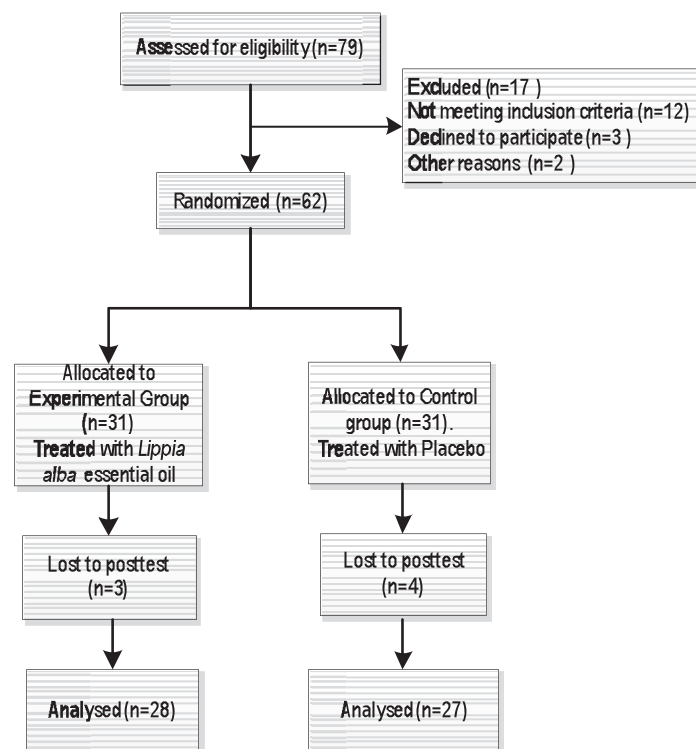 Assessed for eligibility (n=79)
Excluded (n=17 )
Not meeting inclusion criteria (n=12)
Declined to participate (n=3 )
Other reasons (n=2 )
Randomized (n=62)
Allocated to
Experimental Group
(n=31)
Treated with Lippia
alba essential oil
Allocated to Control
group (n=31).
Treated with Placebo
Lost to posttest
(n=3)
Lost to posttest
(n=4)
Analysed (n=28)
Analysed (n=27)